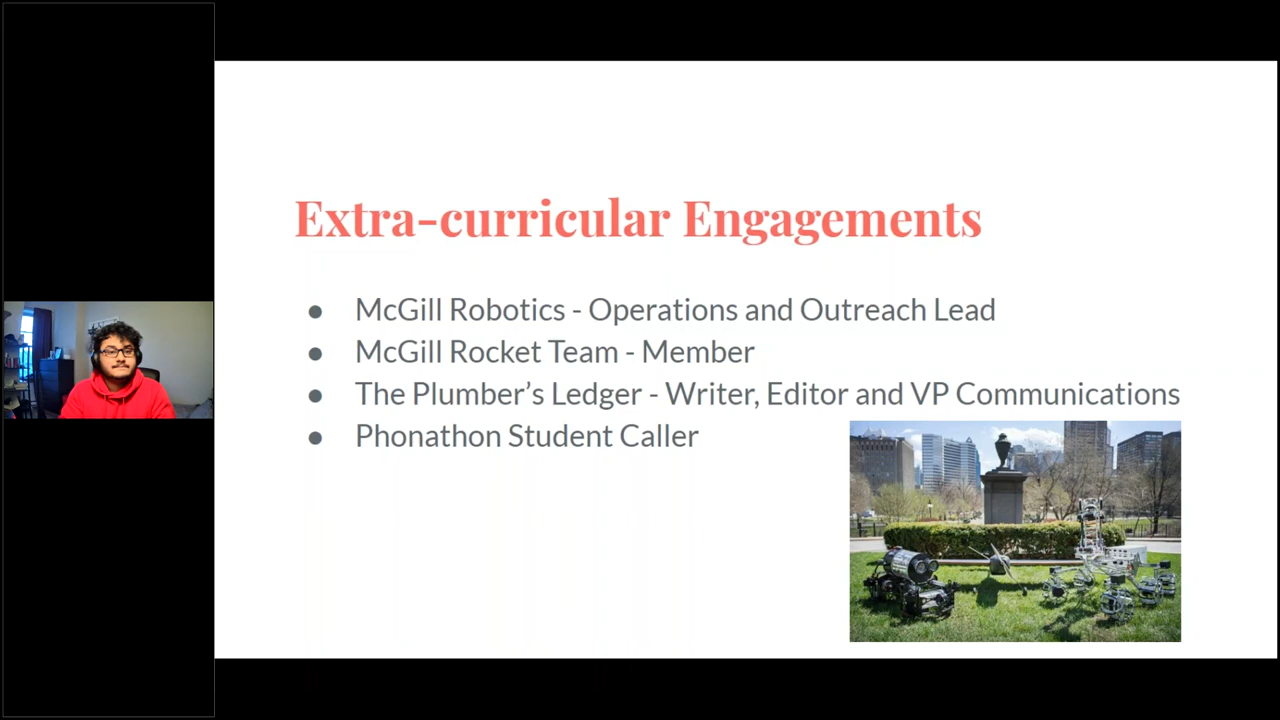 Extra-curricular Engagements
● McGill Robotics - Operations and Outreach Lead
● McGill Rocket Team - Member
● The Plumber’s Ledger - Writer, Editor and VP Communications
● Phonathon Student Caller